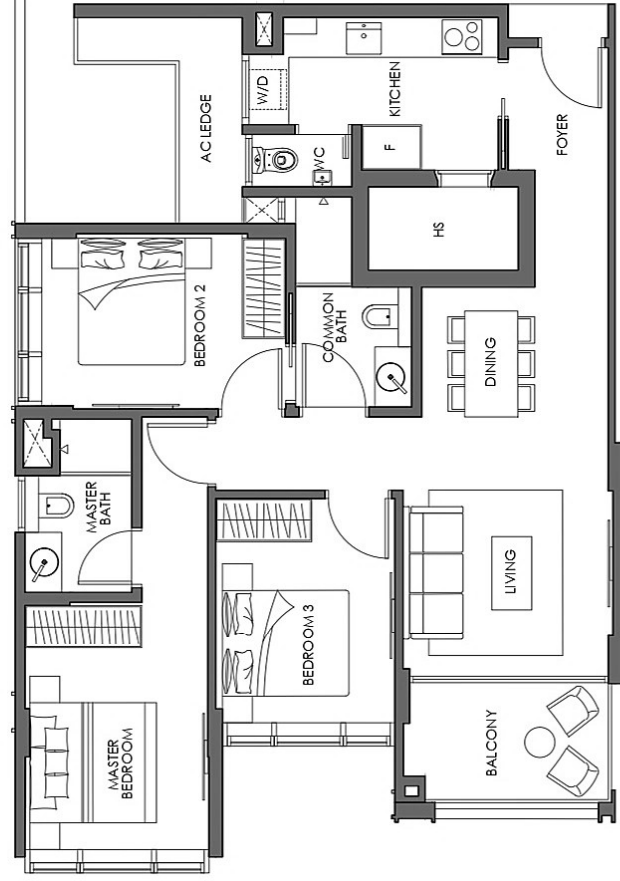 W/D
KITCHEN
AC LEDGE
WC
F
FOYER
HS
BEDROOM 2
COMMON
BATH
DINING
MASTER
BATH
LIVING
BEDROOM 3
MASTER
BEDROOM
BALCONY